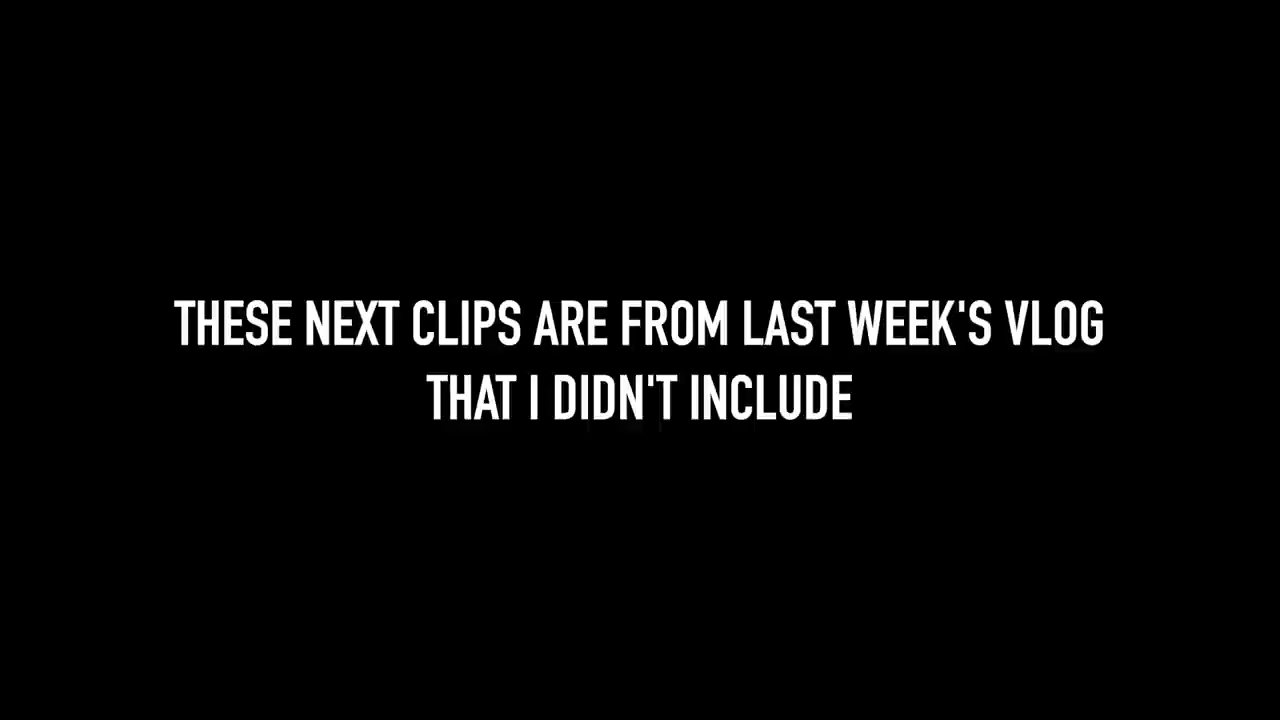 THESE NEXT CLIPS ARE FROM LAST WEEK'S VLOG
THAT I DIDN'T INCLUDE